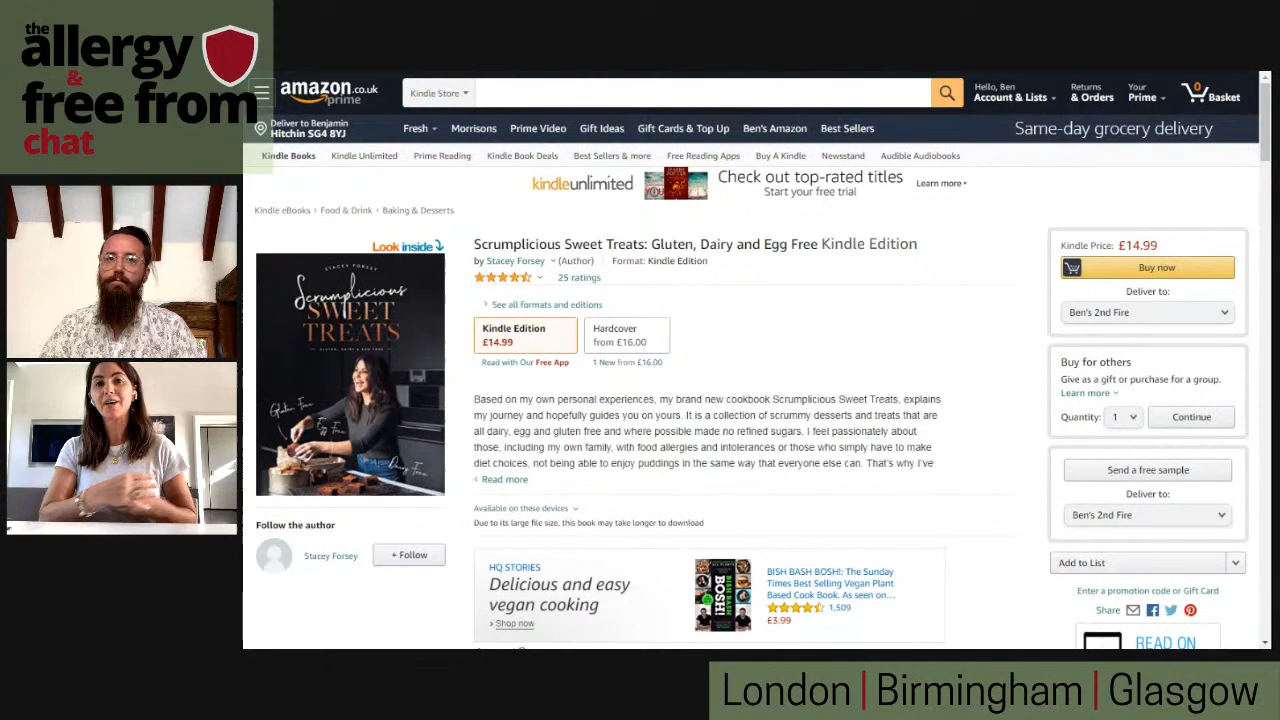 the
allergy
&
free from
chat
amazon.co.uk
prime
Kindle Store
Hello, Ben
Account & Lists
Returns
& Orders
Your
Prime
0
Basket
Deliver to Benjamin
Hitchin SG4 8YJ
Fresh Morrisons Prime Video Gift Ideas Gift Cards & Top Up Ben's Amazon Best Sellers
Same-day grocery delivery
Kindle Books Kindle Unlimited Prime Reading Kindle Book Deals Best Sellers & more Free Reading Apps Buy A Kindle Newsstand Audible Audiobooks
kindleunlimited
Check out top-rated titles
Start your free trial
Learn more
Kindle eBooks › Food & Drink › Baking & Desserts
Look inside
STACEY FORSEY
Scrumplicious
SWEET
TREATS
GLUTEN, DAIRY & EGG FREE
Gluten Free
Egg Free
Dairy Free
Follow the author
Stacey Forsey
+ Follow
Scrumplicious Sweet Treats: Gluten, Dairy and Egg Free Kindle Edition
by Stacey Forsey (Author) Format: Kindle Edition
25 ratings
› See all formats and editions
Kindle Edition
£14.99
Hardcover
from £16.00
Read with Our Free App
1 New from £16.00
Based on my own personal experiences, my brand new cookbook Scrumplicious Sweet Treats, explains
my journey and hopefully guides you on yours. It is a collection of scrummy desserts and treats that are
all dairy, egg and gluten free and where possible made no refined sugars. I feel passionately about
those, including my own family, with food allergies and intolerances or those who simply have to make
diet choices, not being able to enjoy puddings in the same way that everyone else can. That's why I've
Read more
Available on these devices
Due to its large file size, this book may take longer to download
HQ STORIES
Delicious and easy
vegan cooking
› Shop now
BISH BASH BOSH!
BISH BASH BOSH!: The Sunday
Times Best Selling Vegan Plant
Based Cook Book. As seen on…
1,509
£3.99
Kindle Price: £14.99
Buy now
Deliver to:
Ben's 2nd Fire
Buy for others
Give as a gift or purchase for a group.
Learn more
Quantity: 1
Continue
Send a free sample
Deliver to:
Ben's 2nd Fire
Add to List
Enter a promotion code or Gift Card
Share
READ ON
London | Birmingham | Glasgow